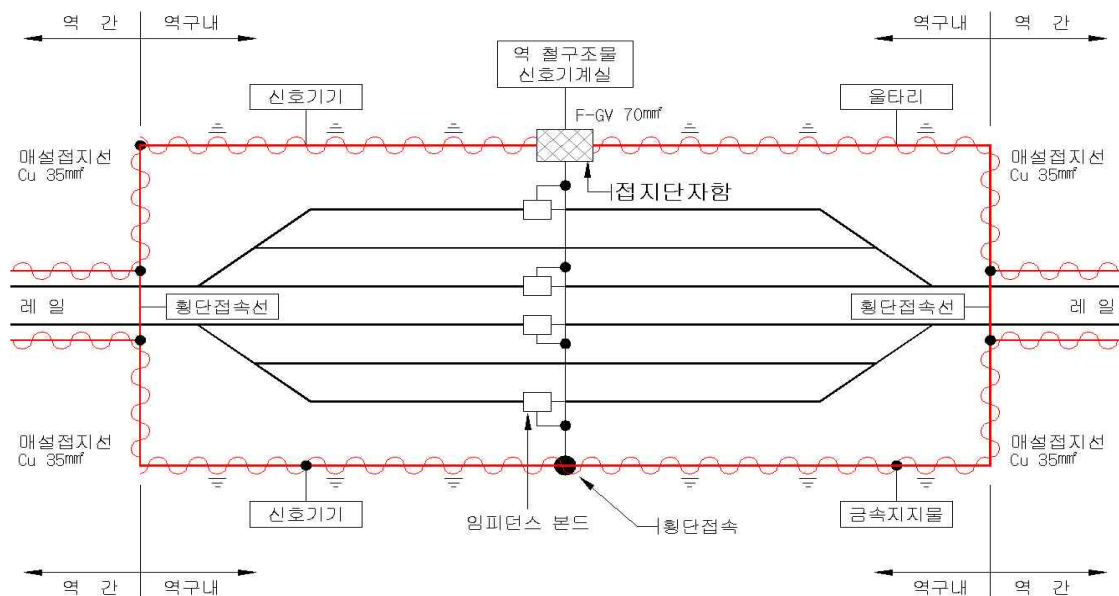 역 간
역구내
역구내
역 간
역 철구조물
신호기계실
신호기기
울타리
F-GV 70㎟
매설접지선
Cu 35㎟
매설접지선
Cu 35㎟
접지단자함
레 일
횡단접속선
횡단접속선
레 일
매설접지선
Cu 35㎟
매설접지선
Cu 35㎟
신호기기
임피던스 본드
횡단접속
금속지지물
역 간
역구내
역구내
역 간